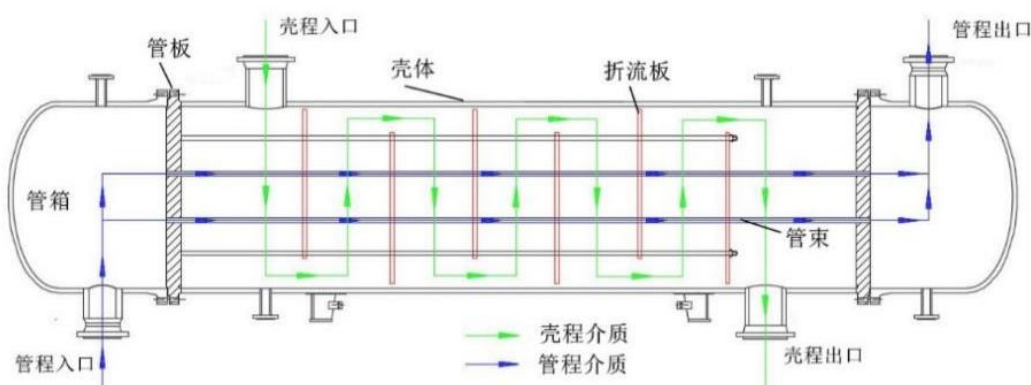 壳程入口
管程出口
管板
壳体
折流板
管箱
管束
壳程介质
管程介质
管程入口
壳程出口